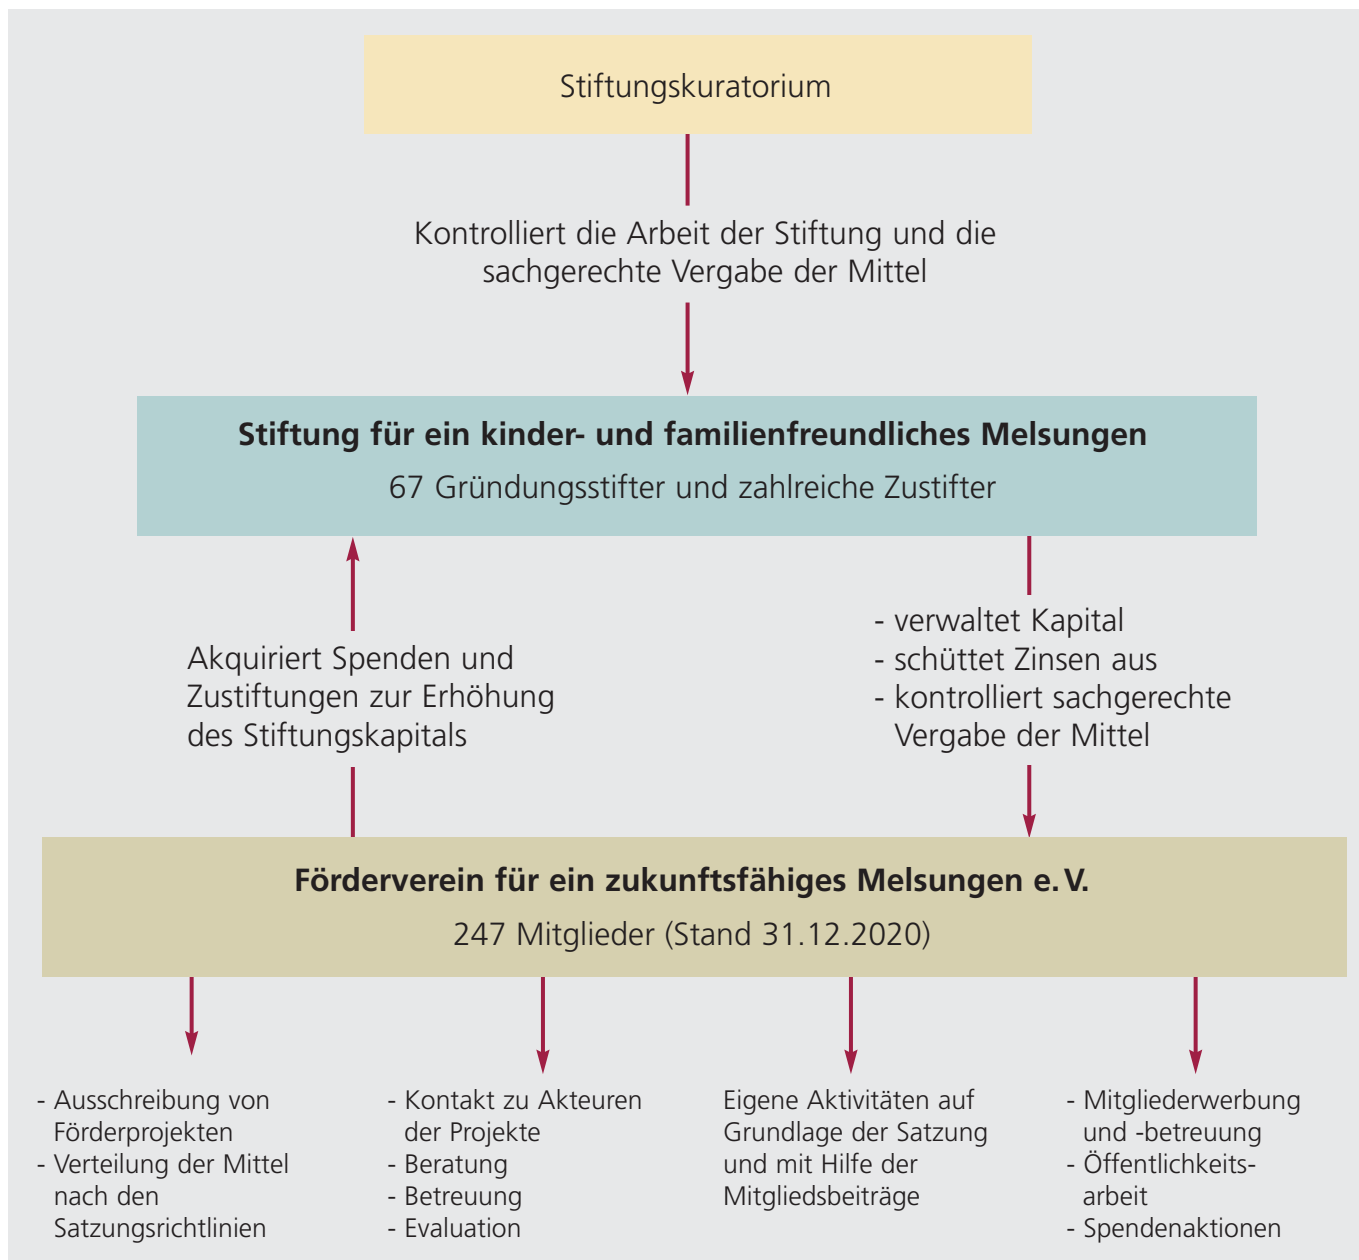 Stiftungskuratorium
Kontrolliert die Arbeit der Stiftung und die
sachgerechte Vergabe der Mittel
Stiftung für ein kinder- und familienfreundliches Melsungen
67 Gründungsstifter und zahlreiche Zustifter
Akquiriert Spenden und
Zustiftungen zur Erhöhung
des Stiftungskapitals
- verwaltet Kapital
- schüttet Zinsen aus
- kontrolliert sachgerechte
Vergabe der Mittel
Förderverein für ein zukunftsfähiges Melsungen e. V.
247 Mitglieder (Stand 31.12.2020)
- Ausschreibung von
Förderprojekten
- Verteilung der Mittel
nach den
Satzungsrichtlinien
- Kontakt zu Akteuren
der Projekte
- Beratung
- Betreuung
- Evaluation
Eigene Aktivitäten auf
Grundlage der Satzung
und mit Hilfe der
Mitgliedsbeiträge
- Mitgliederwerbung
und -betreuung
- Öffentlichkeits-
arbeit
- Spendenaktionen